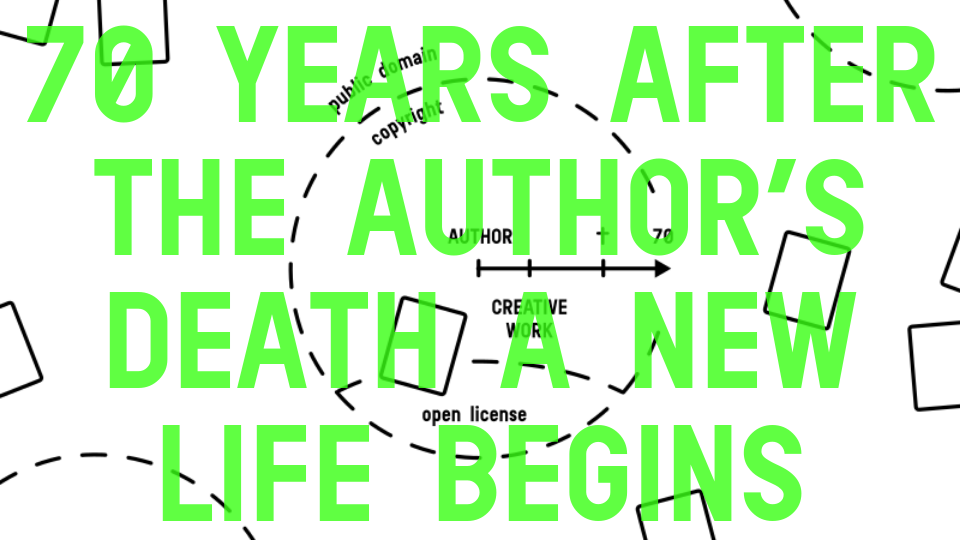 70 YEARS AFTER
THE AUTHOR’S
DEATH A NEW
LIFE BEGINS
public domain
copyright
AUTHOR † 70
CREATIVE
WORK
open license